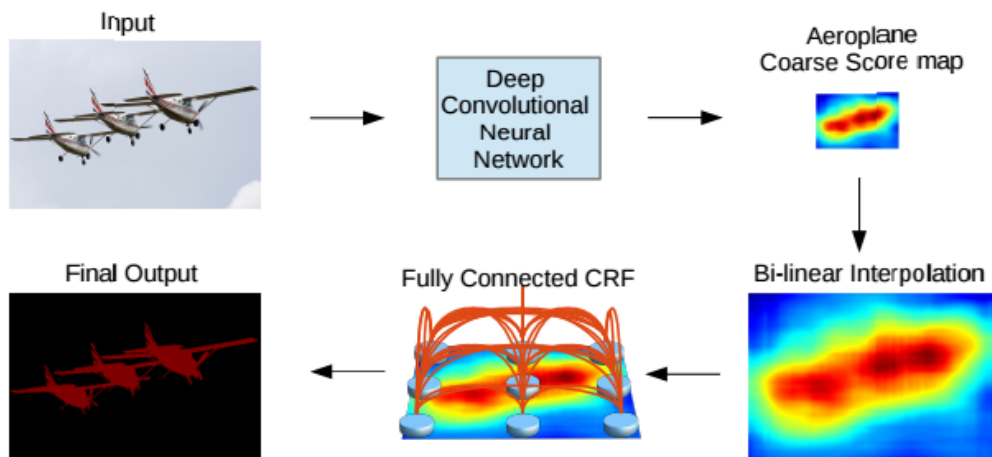 Input
Deep
Convolutional
Neural
Network
Aeroplane
Coarse Score map
Final Output
Fully Connected CRF
Bi-linear Interpolation